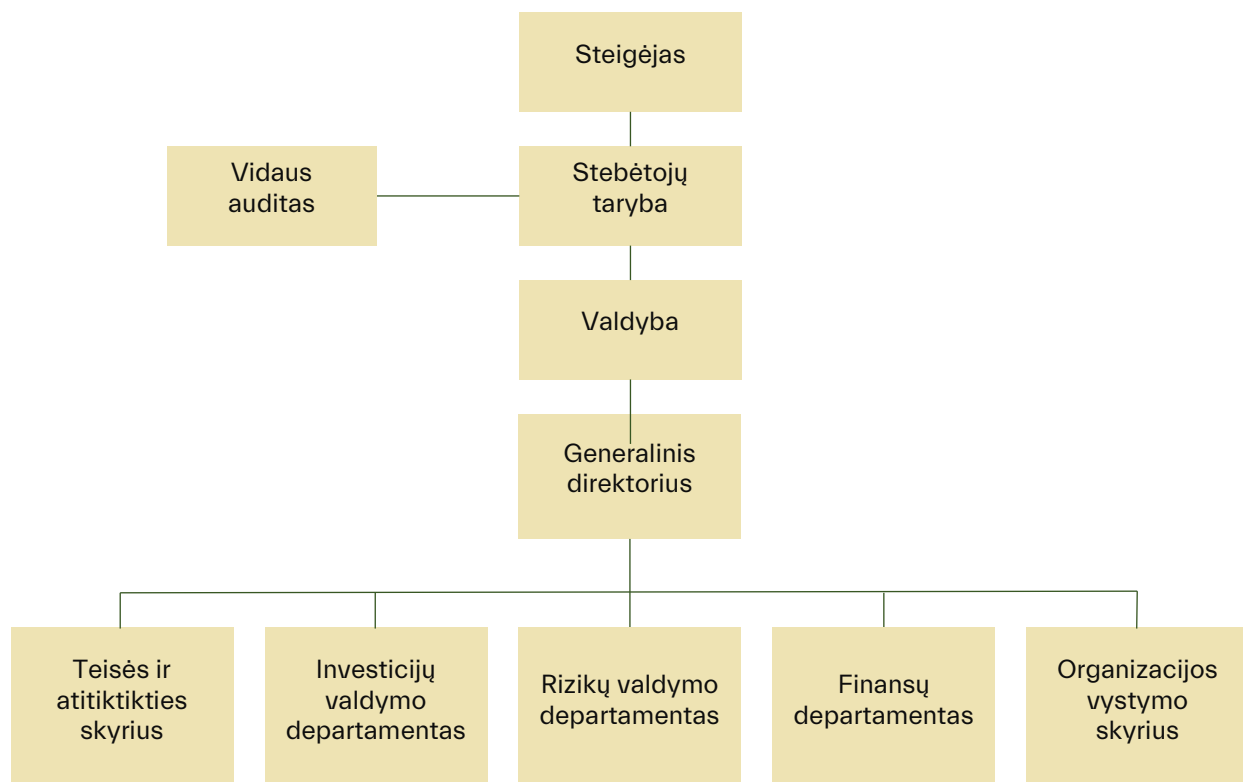 Steigėjas
Vidaus
auditas
Stebėtojų
taryba
Valdyba
Generalinis
direktorius
Teisės ir
atitiktikties
skyrius
Investicijų
valdymo
departamentas
Rizikų valdymo
departamentas
Finansų
departamentas
Organizacijos
vystymo
skyrius